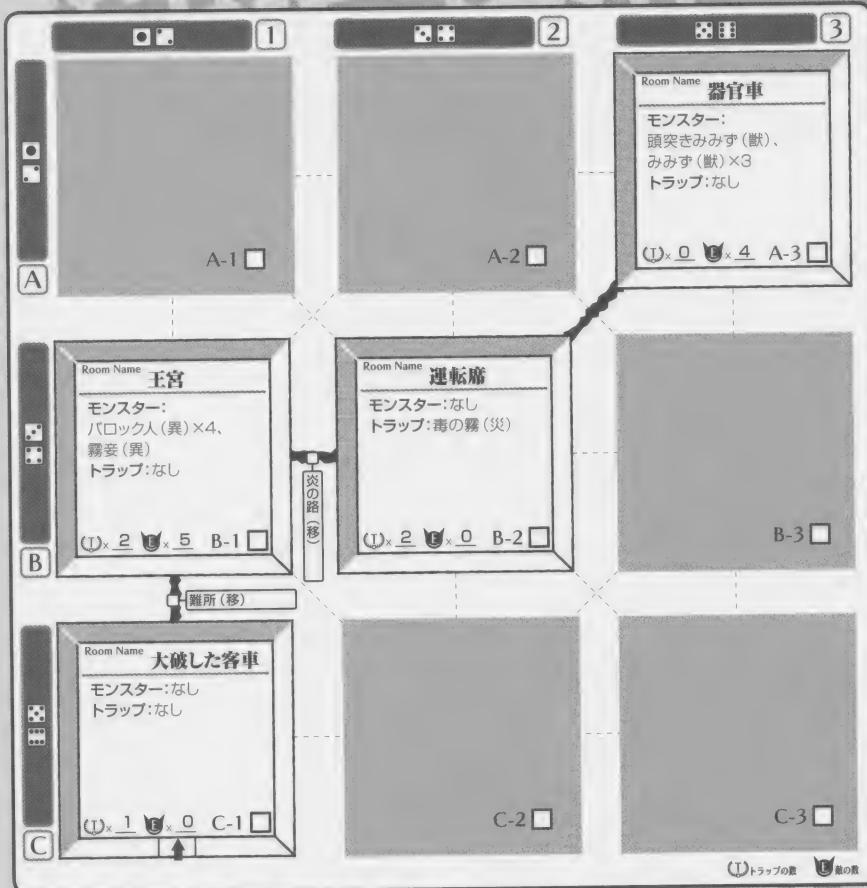 1
2
3
A
A-1
A-2
Room Name 器官車
モンスター：
頭突きみみず（獣）、
みみず（獣）×3
トラップ：なし
T× 0 E× 4 A-3
B
Room Name 王宮
モンスター：
バロック人（異）×4、
霧妾（異）
トラップ：なし
T× 2 E× 5 B-1
炎の路（移）
Room Name 運転席
モンスター：なし
トラップ：毒の霧（災）
T× 2 E× 0 B-2
B-3
難所（移）
C
Room Name 大破した客車
モンスター：なし
トラップ：なし
T× 1 E× 0 C-1
C-2
C-3
Tトラップの数 E敵の数